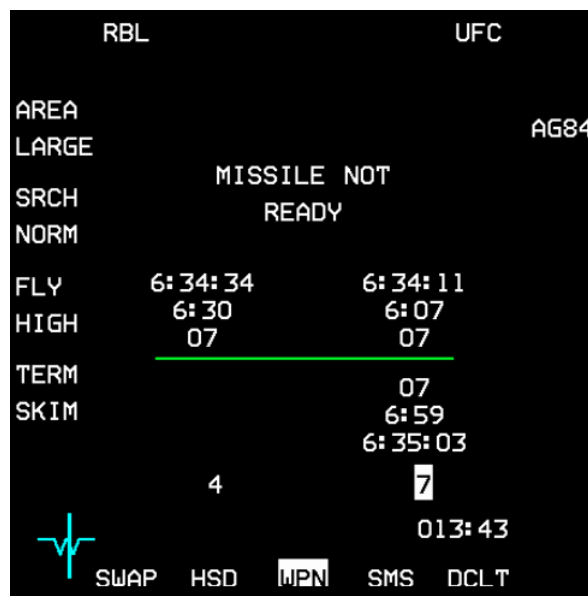 RBL UFC
AREA
LARGE
AG84
MISSILE NOT
READY
SRCH
NORM
FLY
HIGH
6:34:34 6:34:11
6:30 6:07
07 07
TERM
SKIM
07
6:59
6:35:03
4 7
013:43
SWAP HSD WPN SMS DCLT